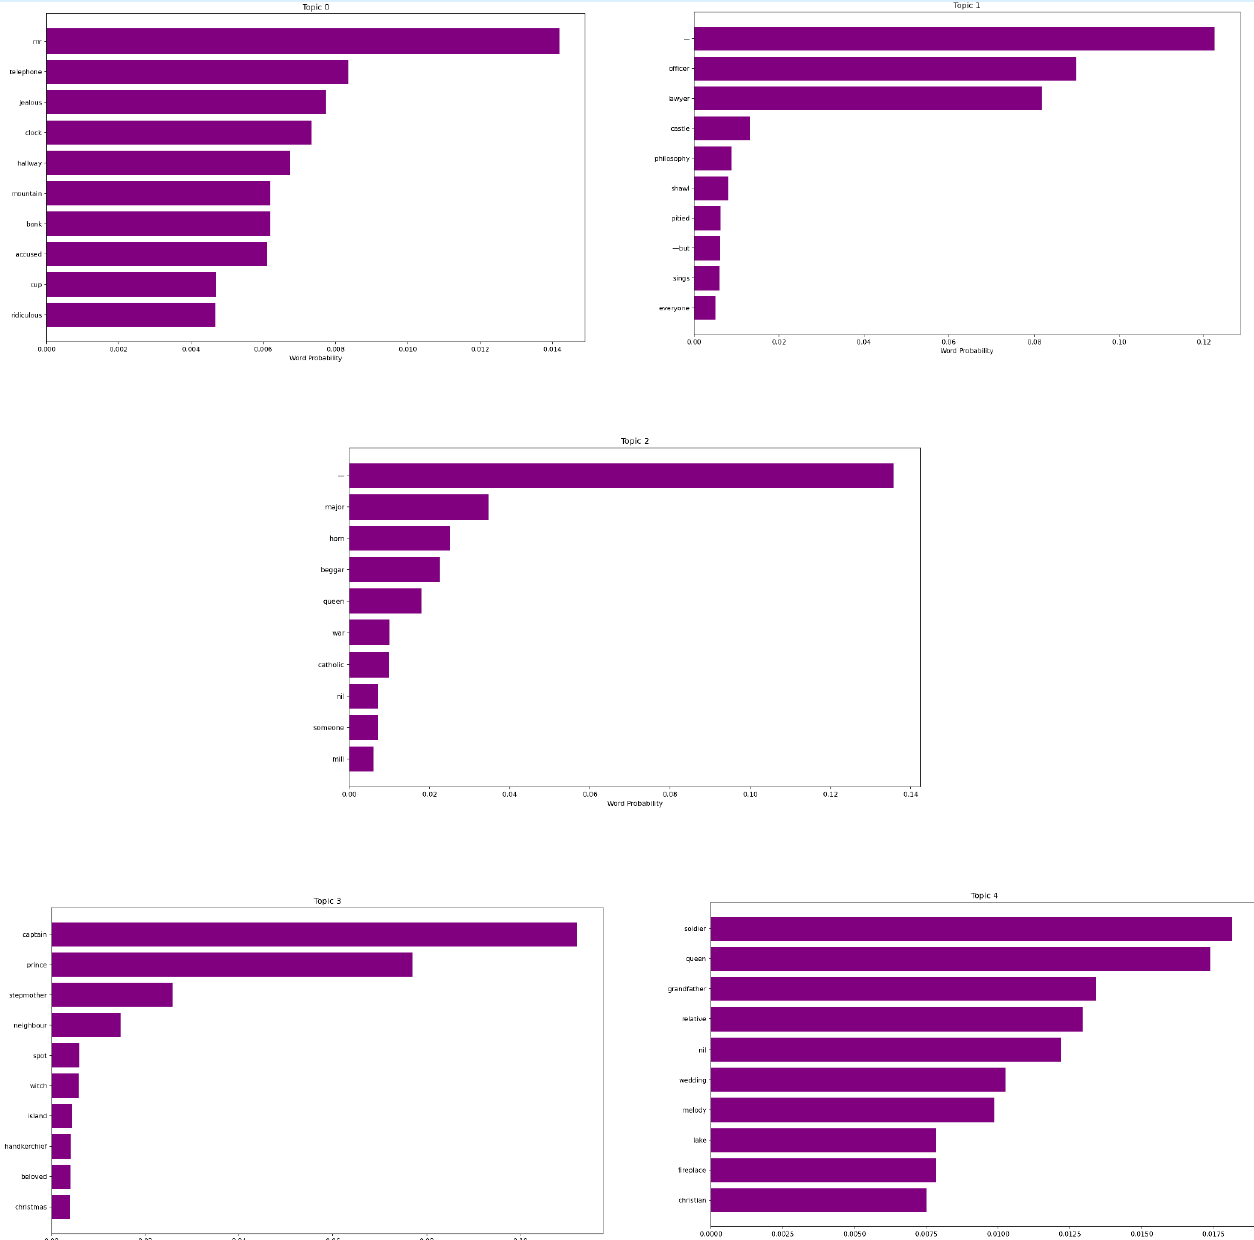 Topic 0
mr
telephone
jealous
clock
hallway
mountain
bank
accused
cup
ridiculous
0.000 0.002 0.004 0.006 0.008 0.010 0.012 0.014
Word Probability
Topic 1
—
officer
lawyer
castle
philosophy
shawl
pitied
—but
sings
everyone
0.00 0.02 0.04 0.06 0.08 0.10 0.12
Word Probability
Topic 2
—
major
horn
beggar
queen
war
catholic
nil
someone
mill
0.00 0.02 0.04 0.06 0.08 0.10 0.12 0.14
Word Probability
Topic 3
captain
prince
stepmother
neighbour
spot
witch
island
handkerchief
beloved
christmas
Topic 4
soldier
queen
grandfather
relative
nil
wedding
melody
lake
fireplace
christian
0.0000 0.0025 0.0050 0.0075 0.0100 0.0125 0.0150 0.0175